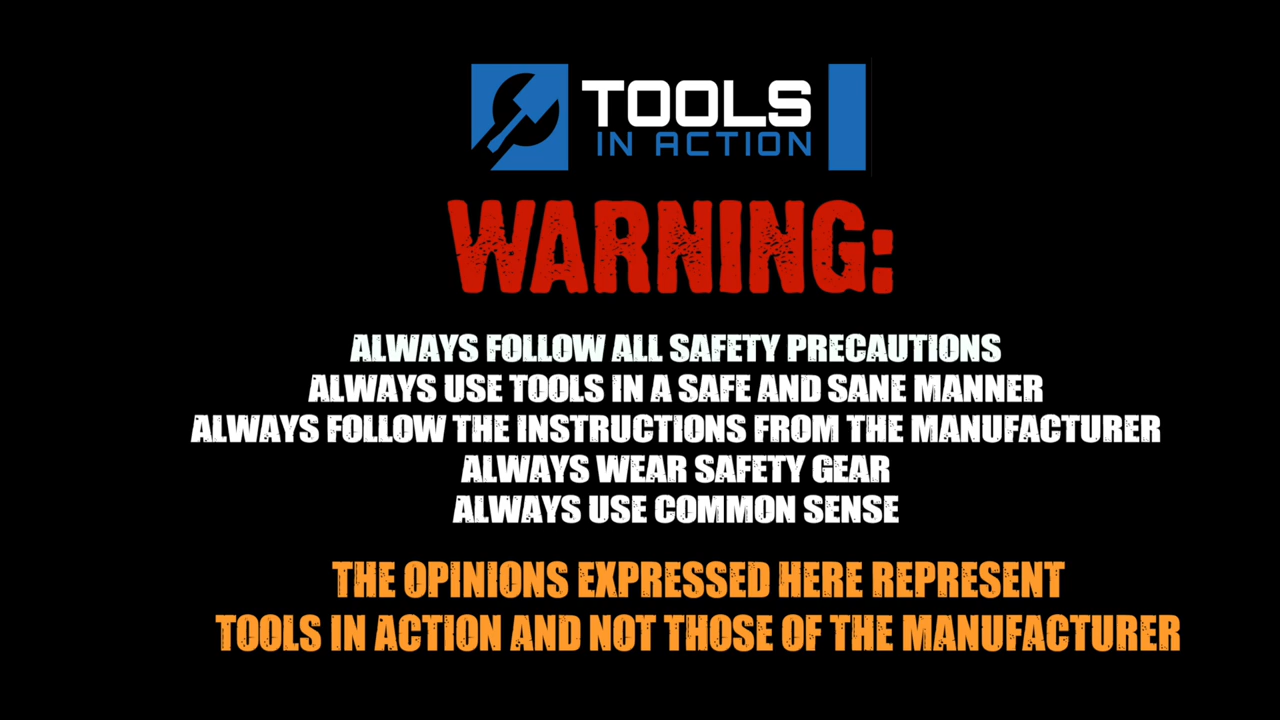 TOOLS
IN ACTION
WARNING:
ALWAYS FOLLOW ALL SAFETY PRECAUTIONS
ALWAYS USE TOOLS IN A SAFE AND SANE MANNER
ALWAYS FOLLOW THE INSTRUCTIONS FROM THE MANUFACTURER
ALWAYS WEAR SAFETY GEAR
ALWAYS USE COMMON SENSE
THE OPINIONS EXPRESSED HERE REPRESENT
TOOLS IN ACTION AND NOT THOSE OF THE MANUFACTURER